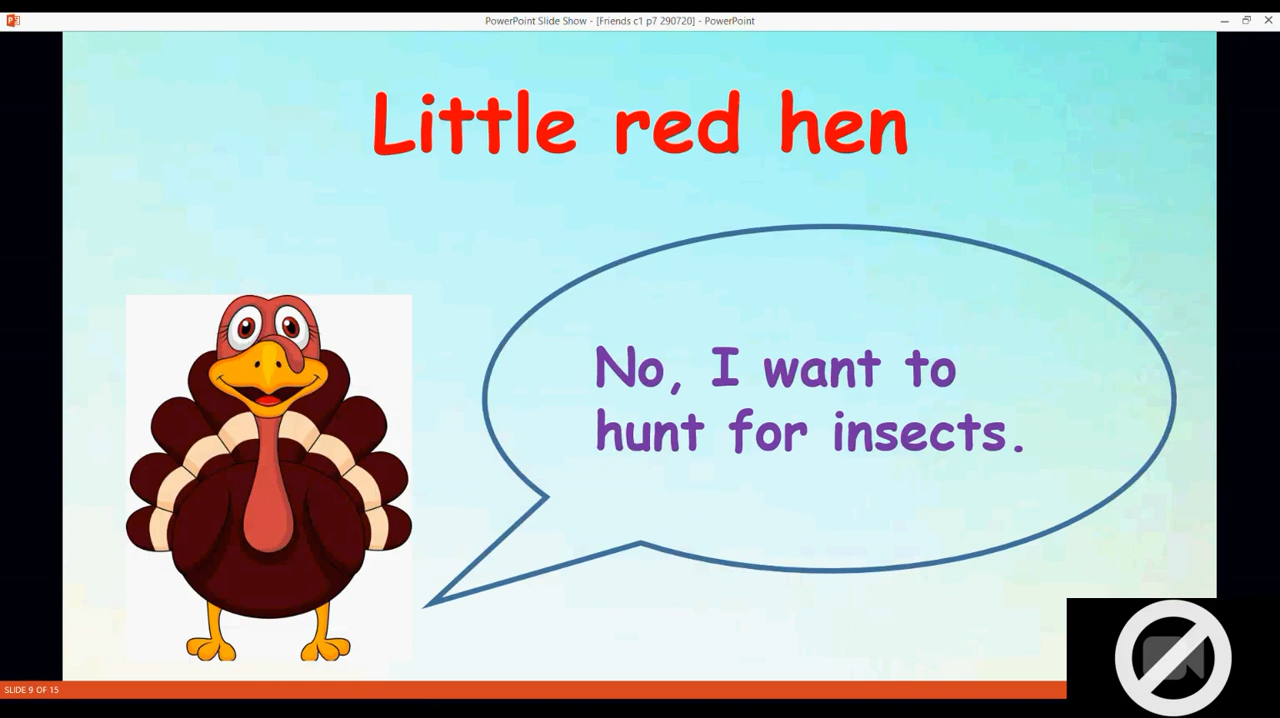 PowerPoint Slide Show - [Friends c1 p7 290720] - PowerPoint
Little red hen
No, I want to
hunt for insects.
SLIDE 9 OF 15